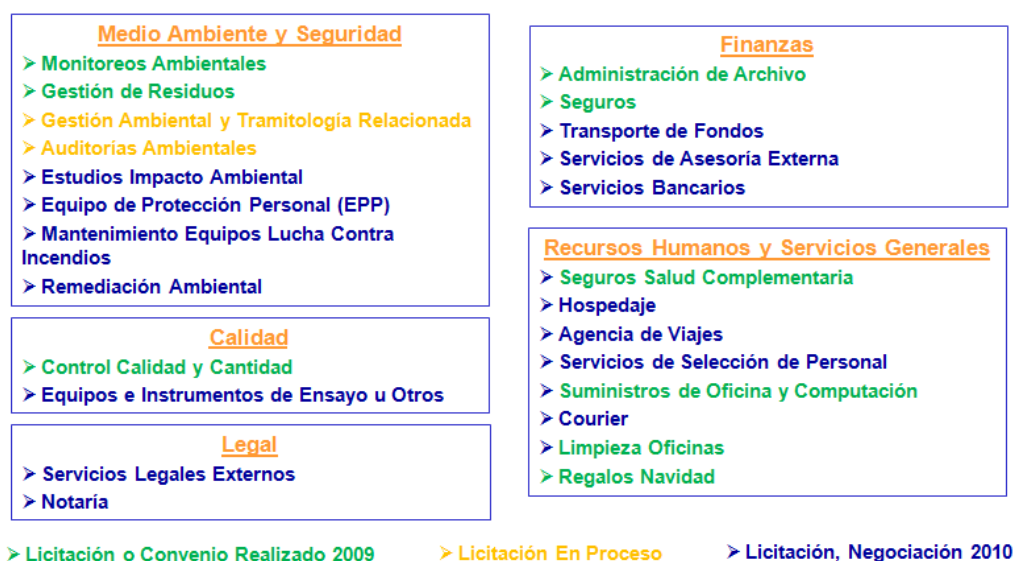 Medio Ambiente y Seguridad
➢ Monitoreos Ambientales
➢ Gestión de Residuos
➢ Gestión Ambiental y Tramitología Relacionada
➢ Auditorías Ambientales
➢ Estudios Impacto Ambiental
➢ Equipo de Protección Personal (EPP)
➢ Mantenimiento Equipos Lucha Contra
Incendios
➢ Remediación Ambiental
Calidad
➢ Control Calidad y Cantidad
➢ Equipos e Instrumentos de Ensayo u Otros
Legal
➢ Servicios Legales Externos
➢ Notaría
Finanzas
➢ Administración de Archivo
➢ Seguros
➢ Transporte de Fondos
➢ Servicios de Asesoría Externa
➢ Servicios Bancarios
Recursos Humanos y Servicios Generales
➢ Seguros Salud Complementaria
➢ Hospedaje
➢ Agencia de Viajes
➢ Servicios de Selección de Personal
➢ Suministros de Oficina y Computación
➢ Courier
➢ Limpieza Oficinas
➢ Regalos Navidad
➢ Licitación o Convenio Realizado 2009
➢ Licitación En Proceso
➢ Licitación, Negociación 2010